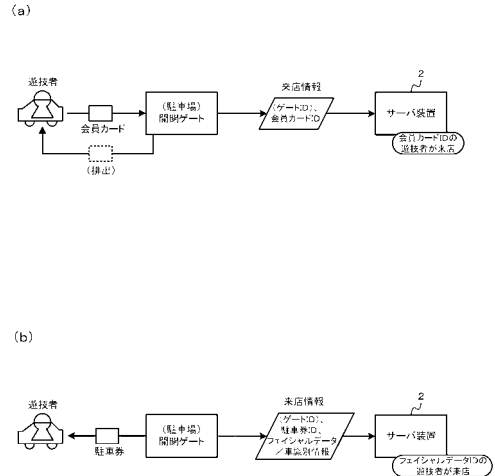 (a)
遊技者
会員カード
(排出)
(駐車場)
開閉ゲート
来店情報
(ゲートID)、
会員カードID
2
サーバ装置
会員カードIDの
遊技者が来店
(b)
遊技者
駐車券
(駐車場)
開閉ゲート
来店情報
(ゲートID)、
駐車券ID、
フェイシャルデータ
/車識別情報
2
サーバ装置
フェイシャルデータIDの
遊技者が来店